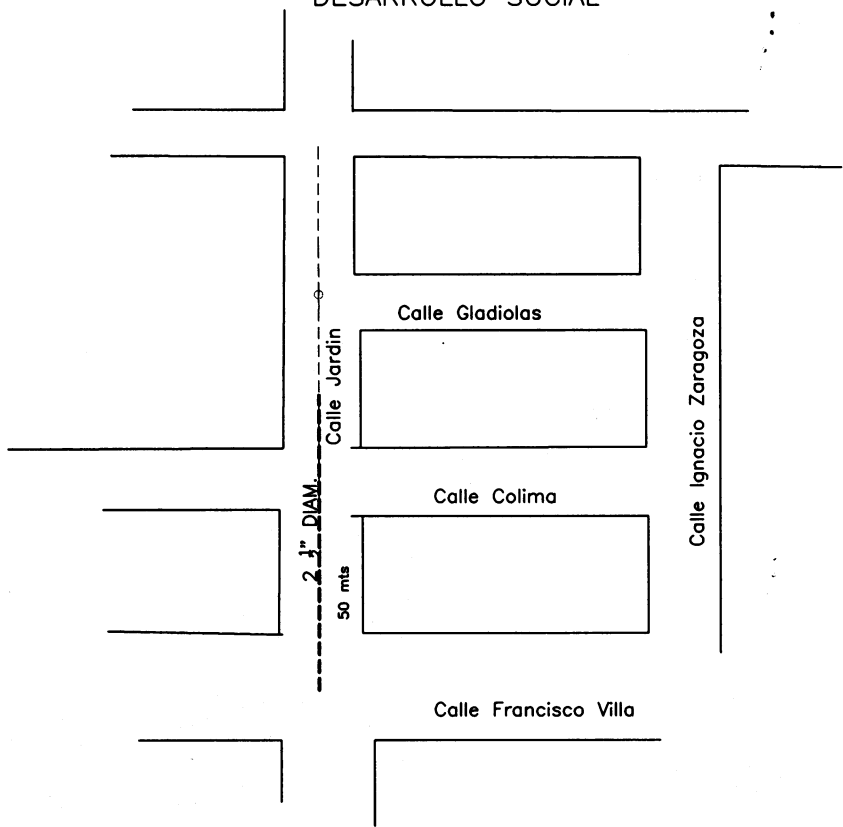 DESARROLLO SOCIAL
Calle Gladiolas
Calle Jardin
Calle Ignacio Zaragoza
Calle Colima
2 ½" DIAM.
50 mts
Calle Francisco Villa